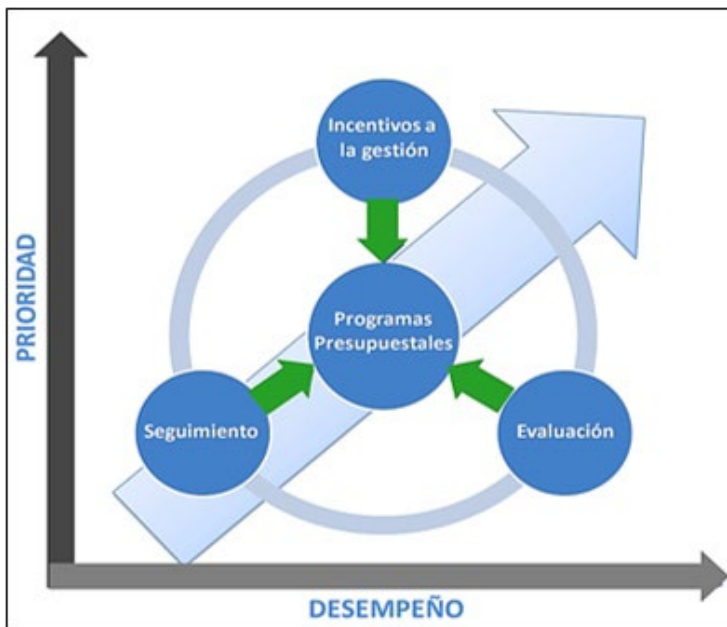 Incentivos a
la gestión
PRIORIDAD
Programas
Presupuestales
Seguimiento
Evaluación
DESEMPEÑO